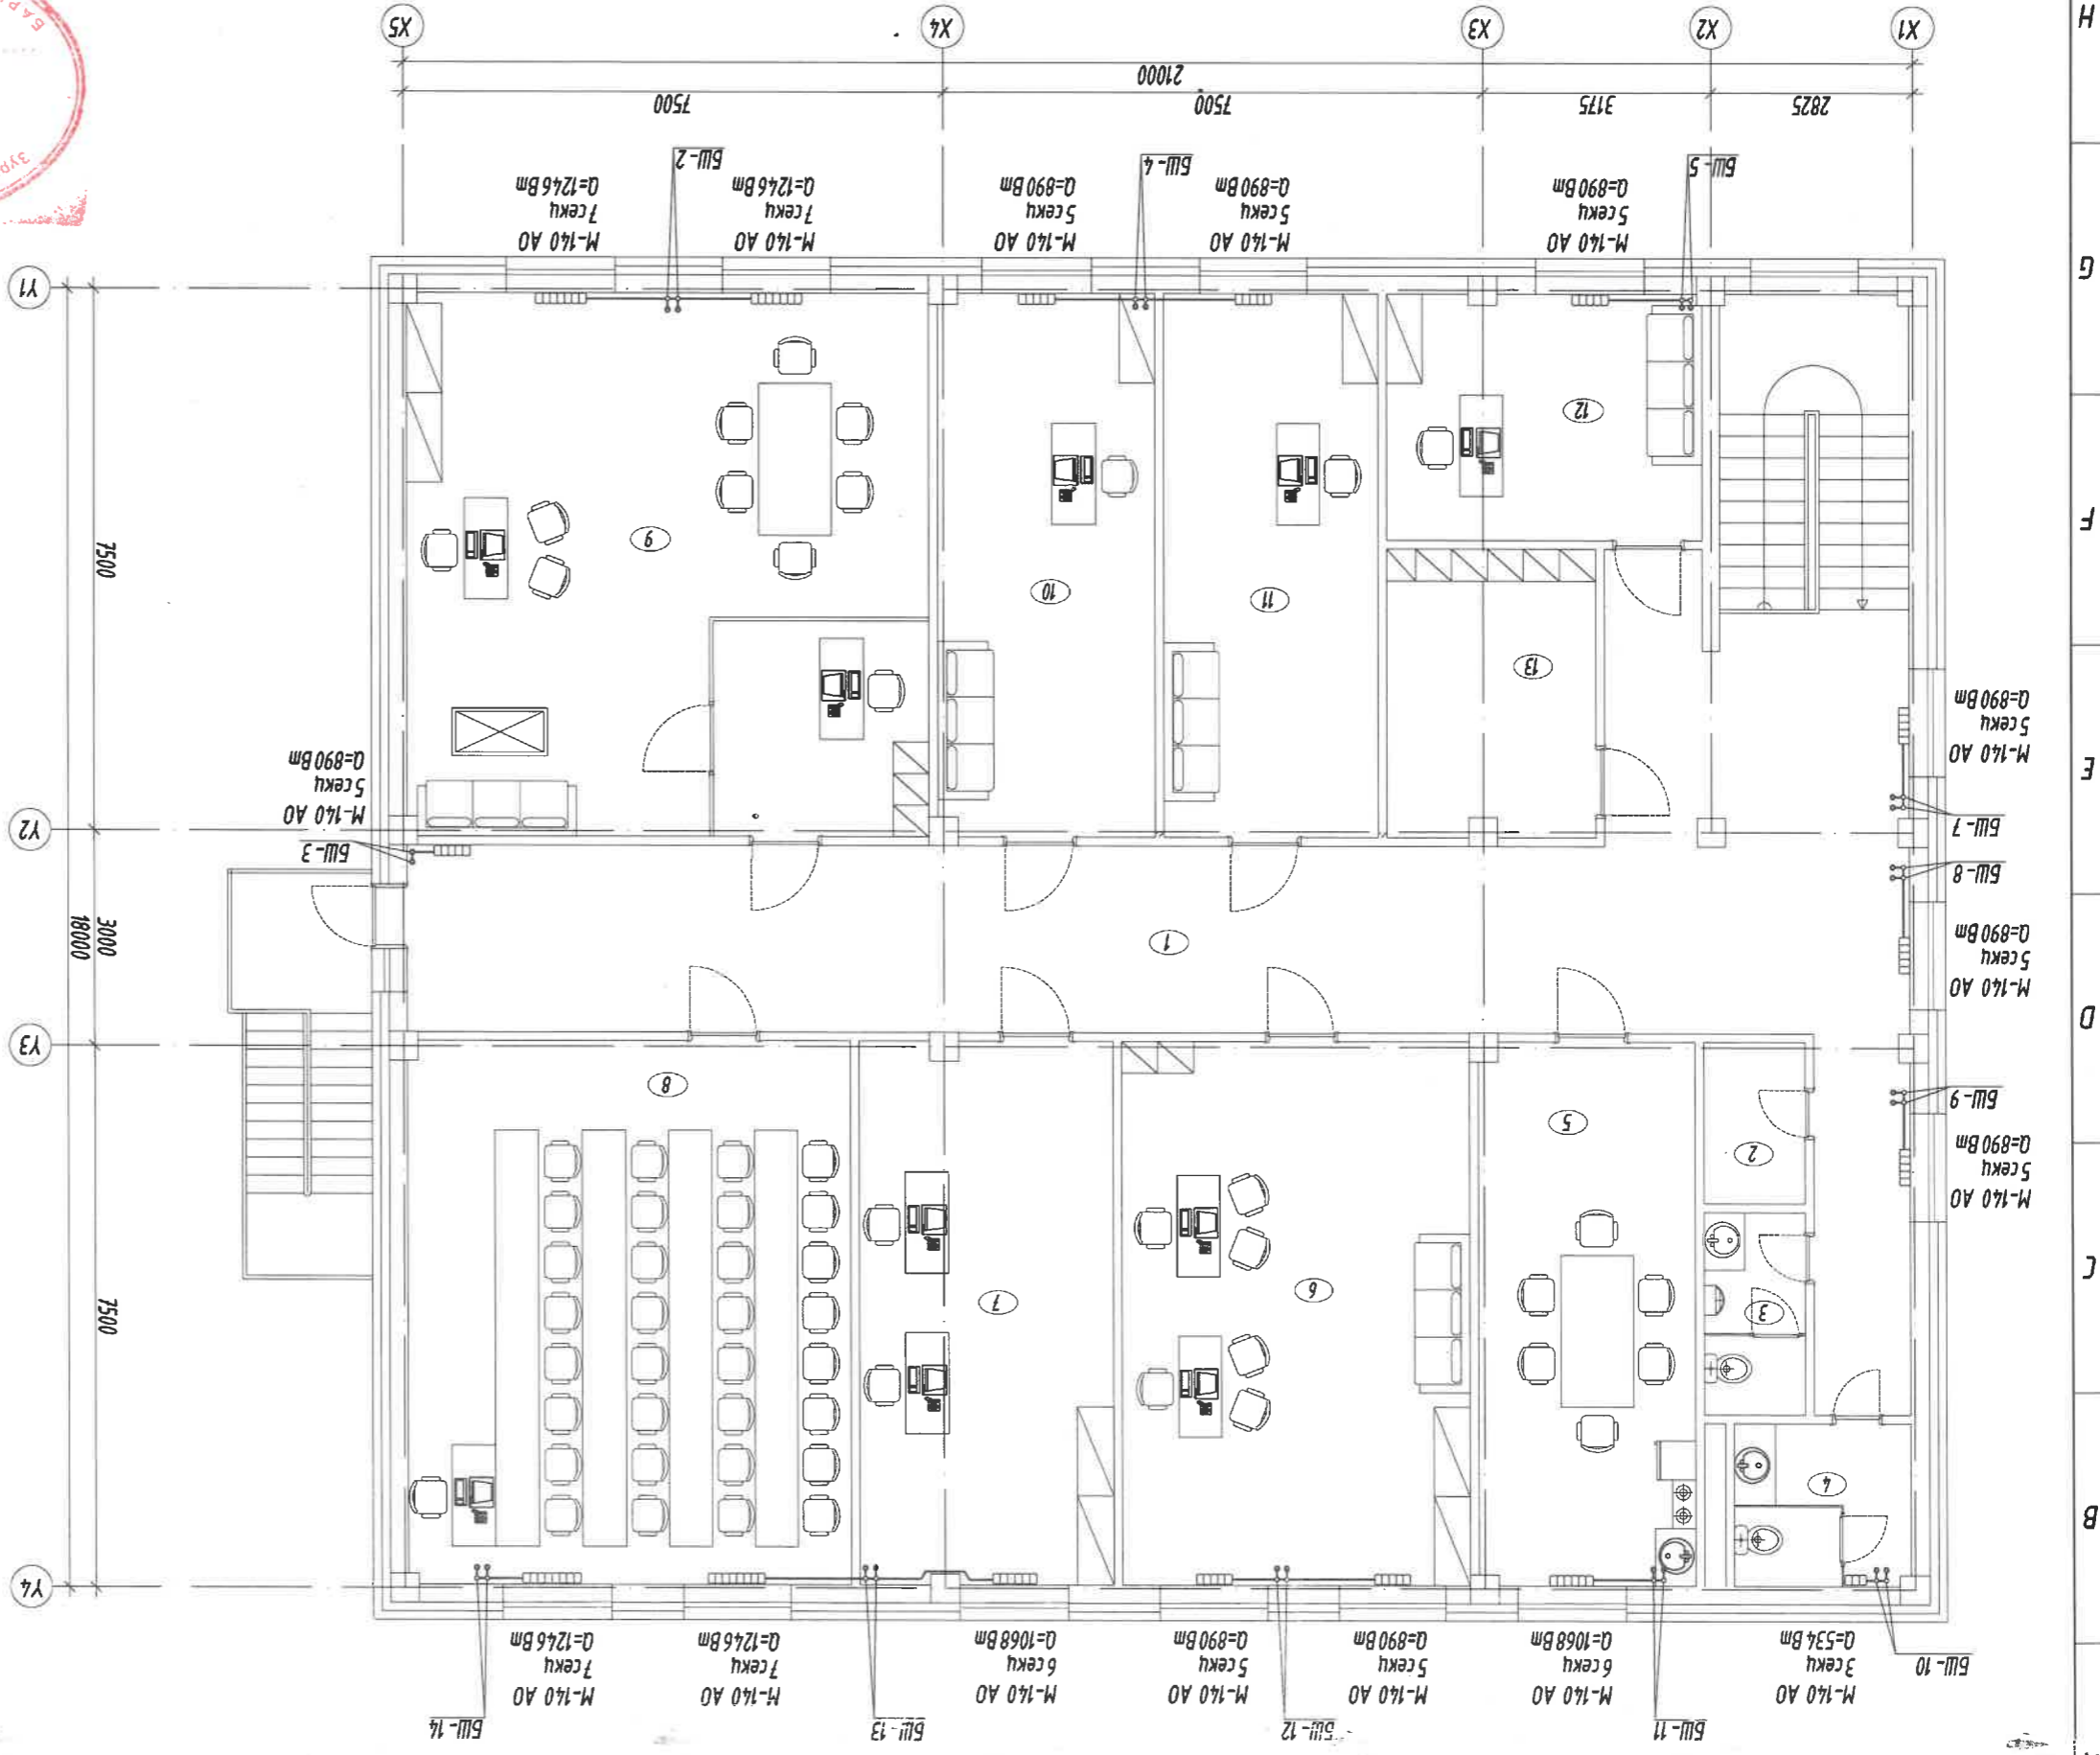 БШ-11
БШ-12
БШ-13
БШ-14
БШ-10
М-140 АО
3 секц
Q=534 Вт
М-140 АО
6 секц
Q=1068 Вт
М-140 АО
5 секц
Q=890 Вт
М-140 АО
5 секц
Q=890 Вт
М-140 АО
6 секц
Q=1068 Вт
М-140 АО
7 секц
Q=1246 Вт
М-140 АО
7 секц
Q=1246 Вт
Y4
B
4
7
6
3
5
2
8
7500
C
М-140 АО
5 секц
Q=890 Вт
БШ-9
Y3
D
М-140 АО
5 секц
Q=890 Вт
БШ-8
1
3000
18000
БШ-7
БШ-3
Y2
E
М-140 АО
5 секц
Q=890 Вт
М-140 АО
5 секц
Q=890 Вт
13
11
10
9
12
7500
F
G
Y1
М-140 АО
5 секц
Q=890 Вт
М-140 АО
5 секц
Q=890 Вт
М-140 АО
5 секц
Q=890 Вт
М-140 АО
7 секц
Q=1246 Вт
М-140 АО
7 секц
Q=1246 Вт
БШ-5
БШ-4
БШ-2
2825
3175
7500
7500
21000
H
X1
X2
X3
X4
X5